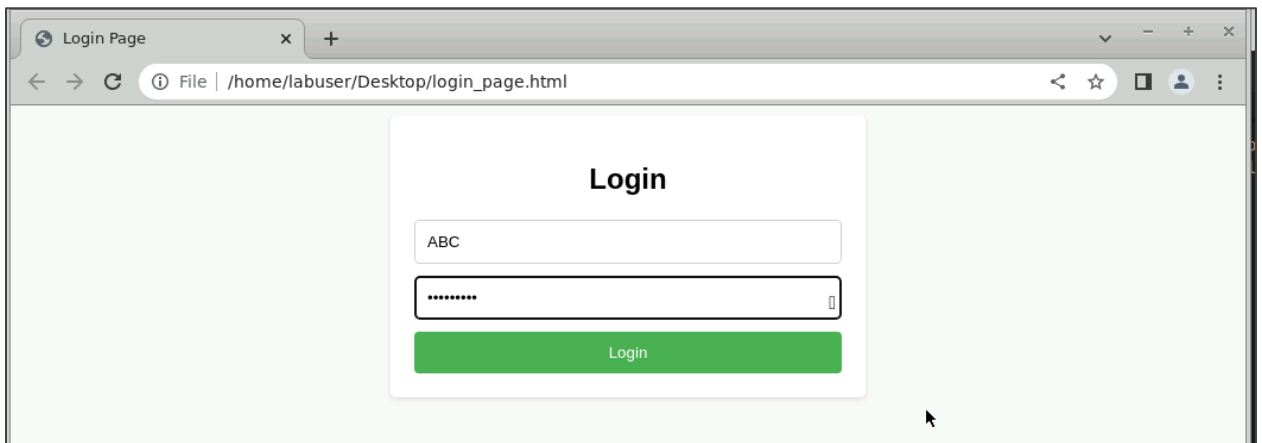 Login Page
File | /home/labuser/Desktop/login_page.html
Login
ABC
•••••••••
Login